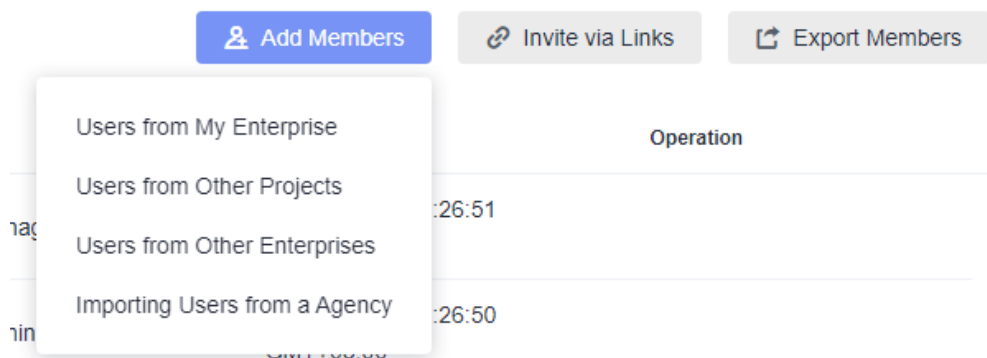 Add Members
Invite via Links
Export Members
Users from My Enterprise
Operation
Users from Other Projects
:26:51
Users from Other Enterprises
Importing Users from a Agency
:26:50